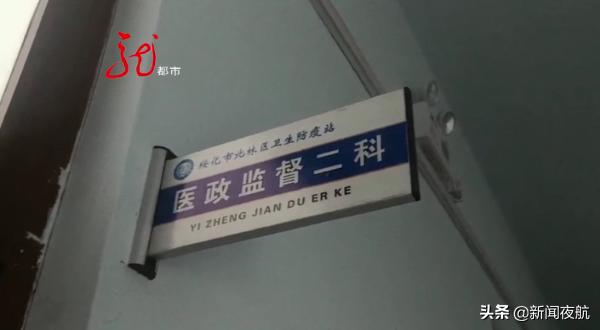 龙
都市
绥化市北林区卫生防疫站
医政监督二科
YI ZHENG JIAN DU ER KE
头条 @新闻夜航